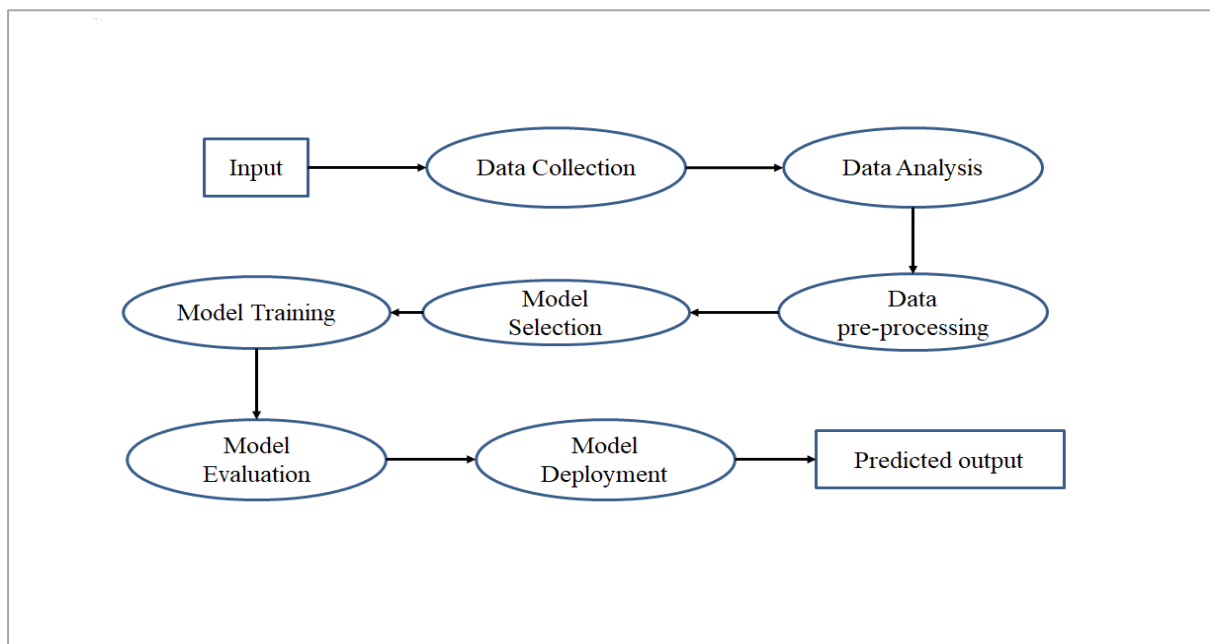 Input
Data Collection
Data Analysis
Data
pre-processing
Model
Selection
Model Training
Model
Evaluation
Model
Deployment
Predicted output